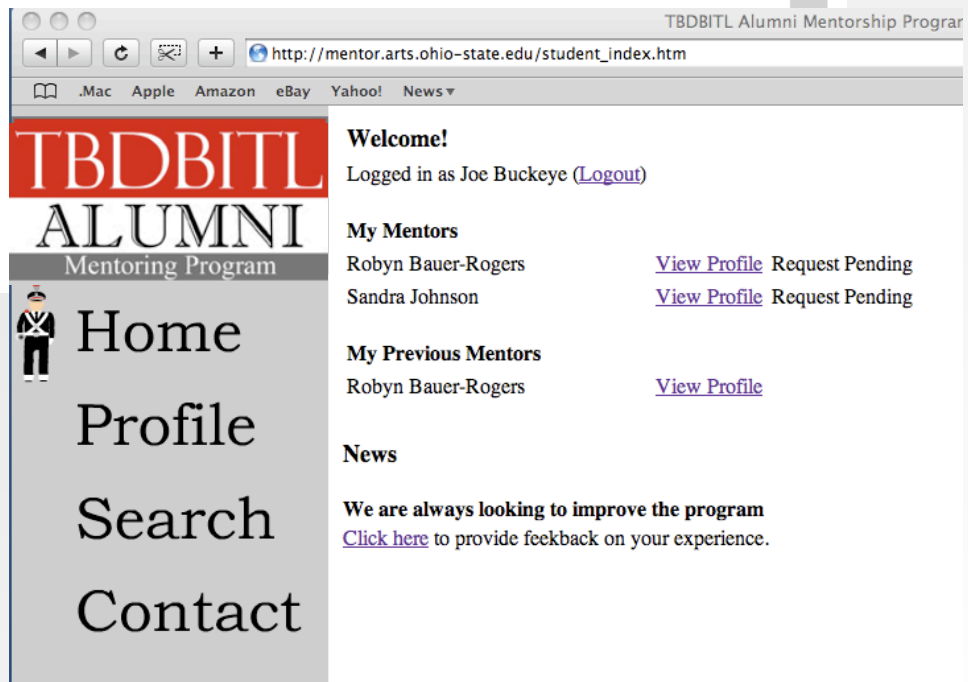 TBDBITL Alumni Mentorship Program
http://mentor.arts.ohio-state.edu/student_index.htm
.Mac Apple Amazon eBay Yahoo! News
TBDBITL
ALUMNI
Mentoring Program
Home
Profile
Search
Contact
Welcome!
Logged in as Joe Buckeye (Logout)
My Mentors
Robyn Bauer-Rogers View Profile Request Pending
Sandra Johnson View Profile Request Pending
My Previous Mentors
Robyn Bauer-Rogers View Profile
News
We are always looking to improve the program
Click here to provide feekback on your experience.